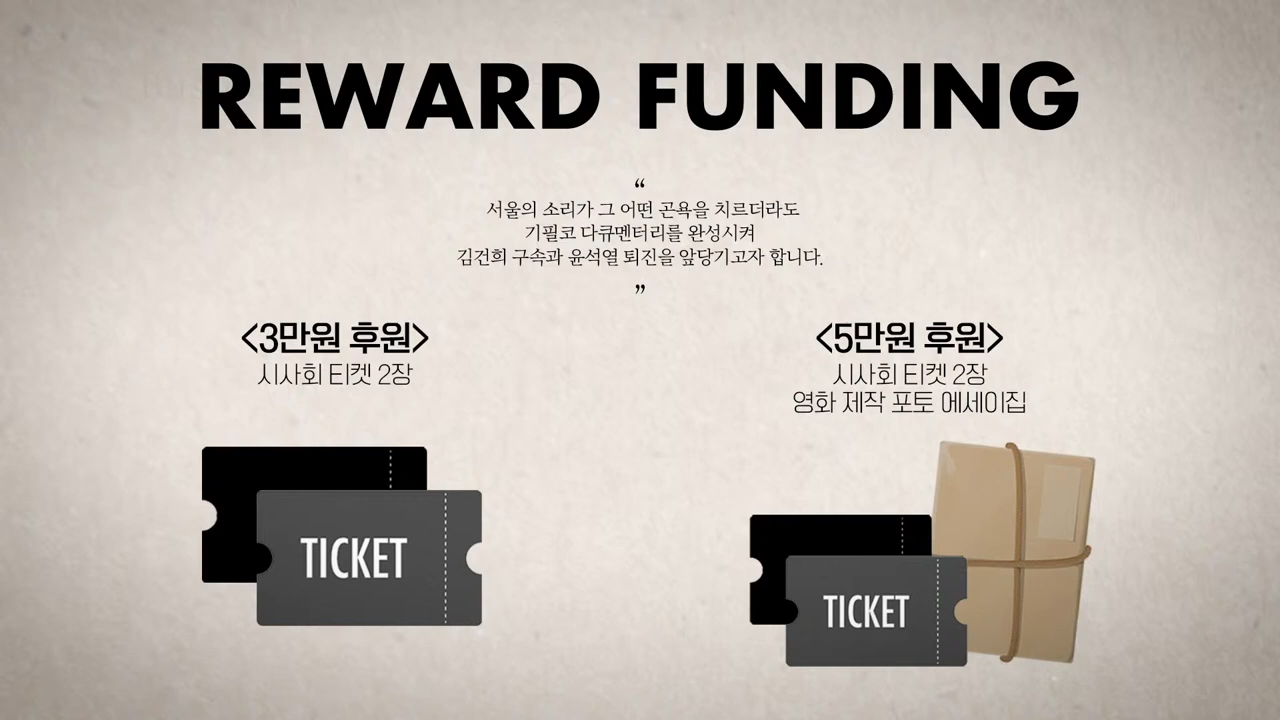 REWARD FUNDING
“
서울의 소리가 그 어떤 곤욕을 치르더라도
기필코 다큐멘터리를 완성시켜
김건희 구속과 윤석열 퇴진을 앞당기고자 합니다.
”
<3만원 후원>
시사회 티켓 2장
TICKET
<5만원 후원>
시사회 티켓 2장
영화 제작 포토 에세이집
TICKET